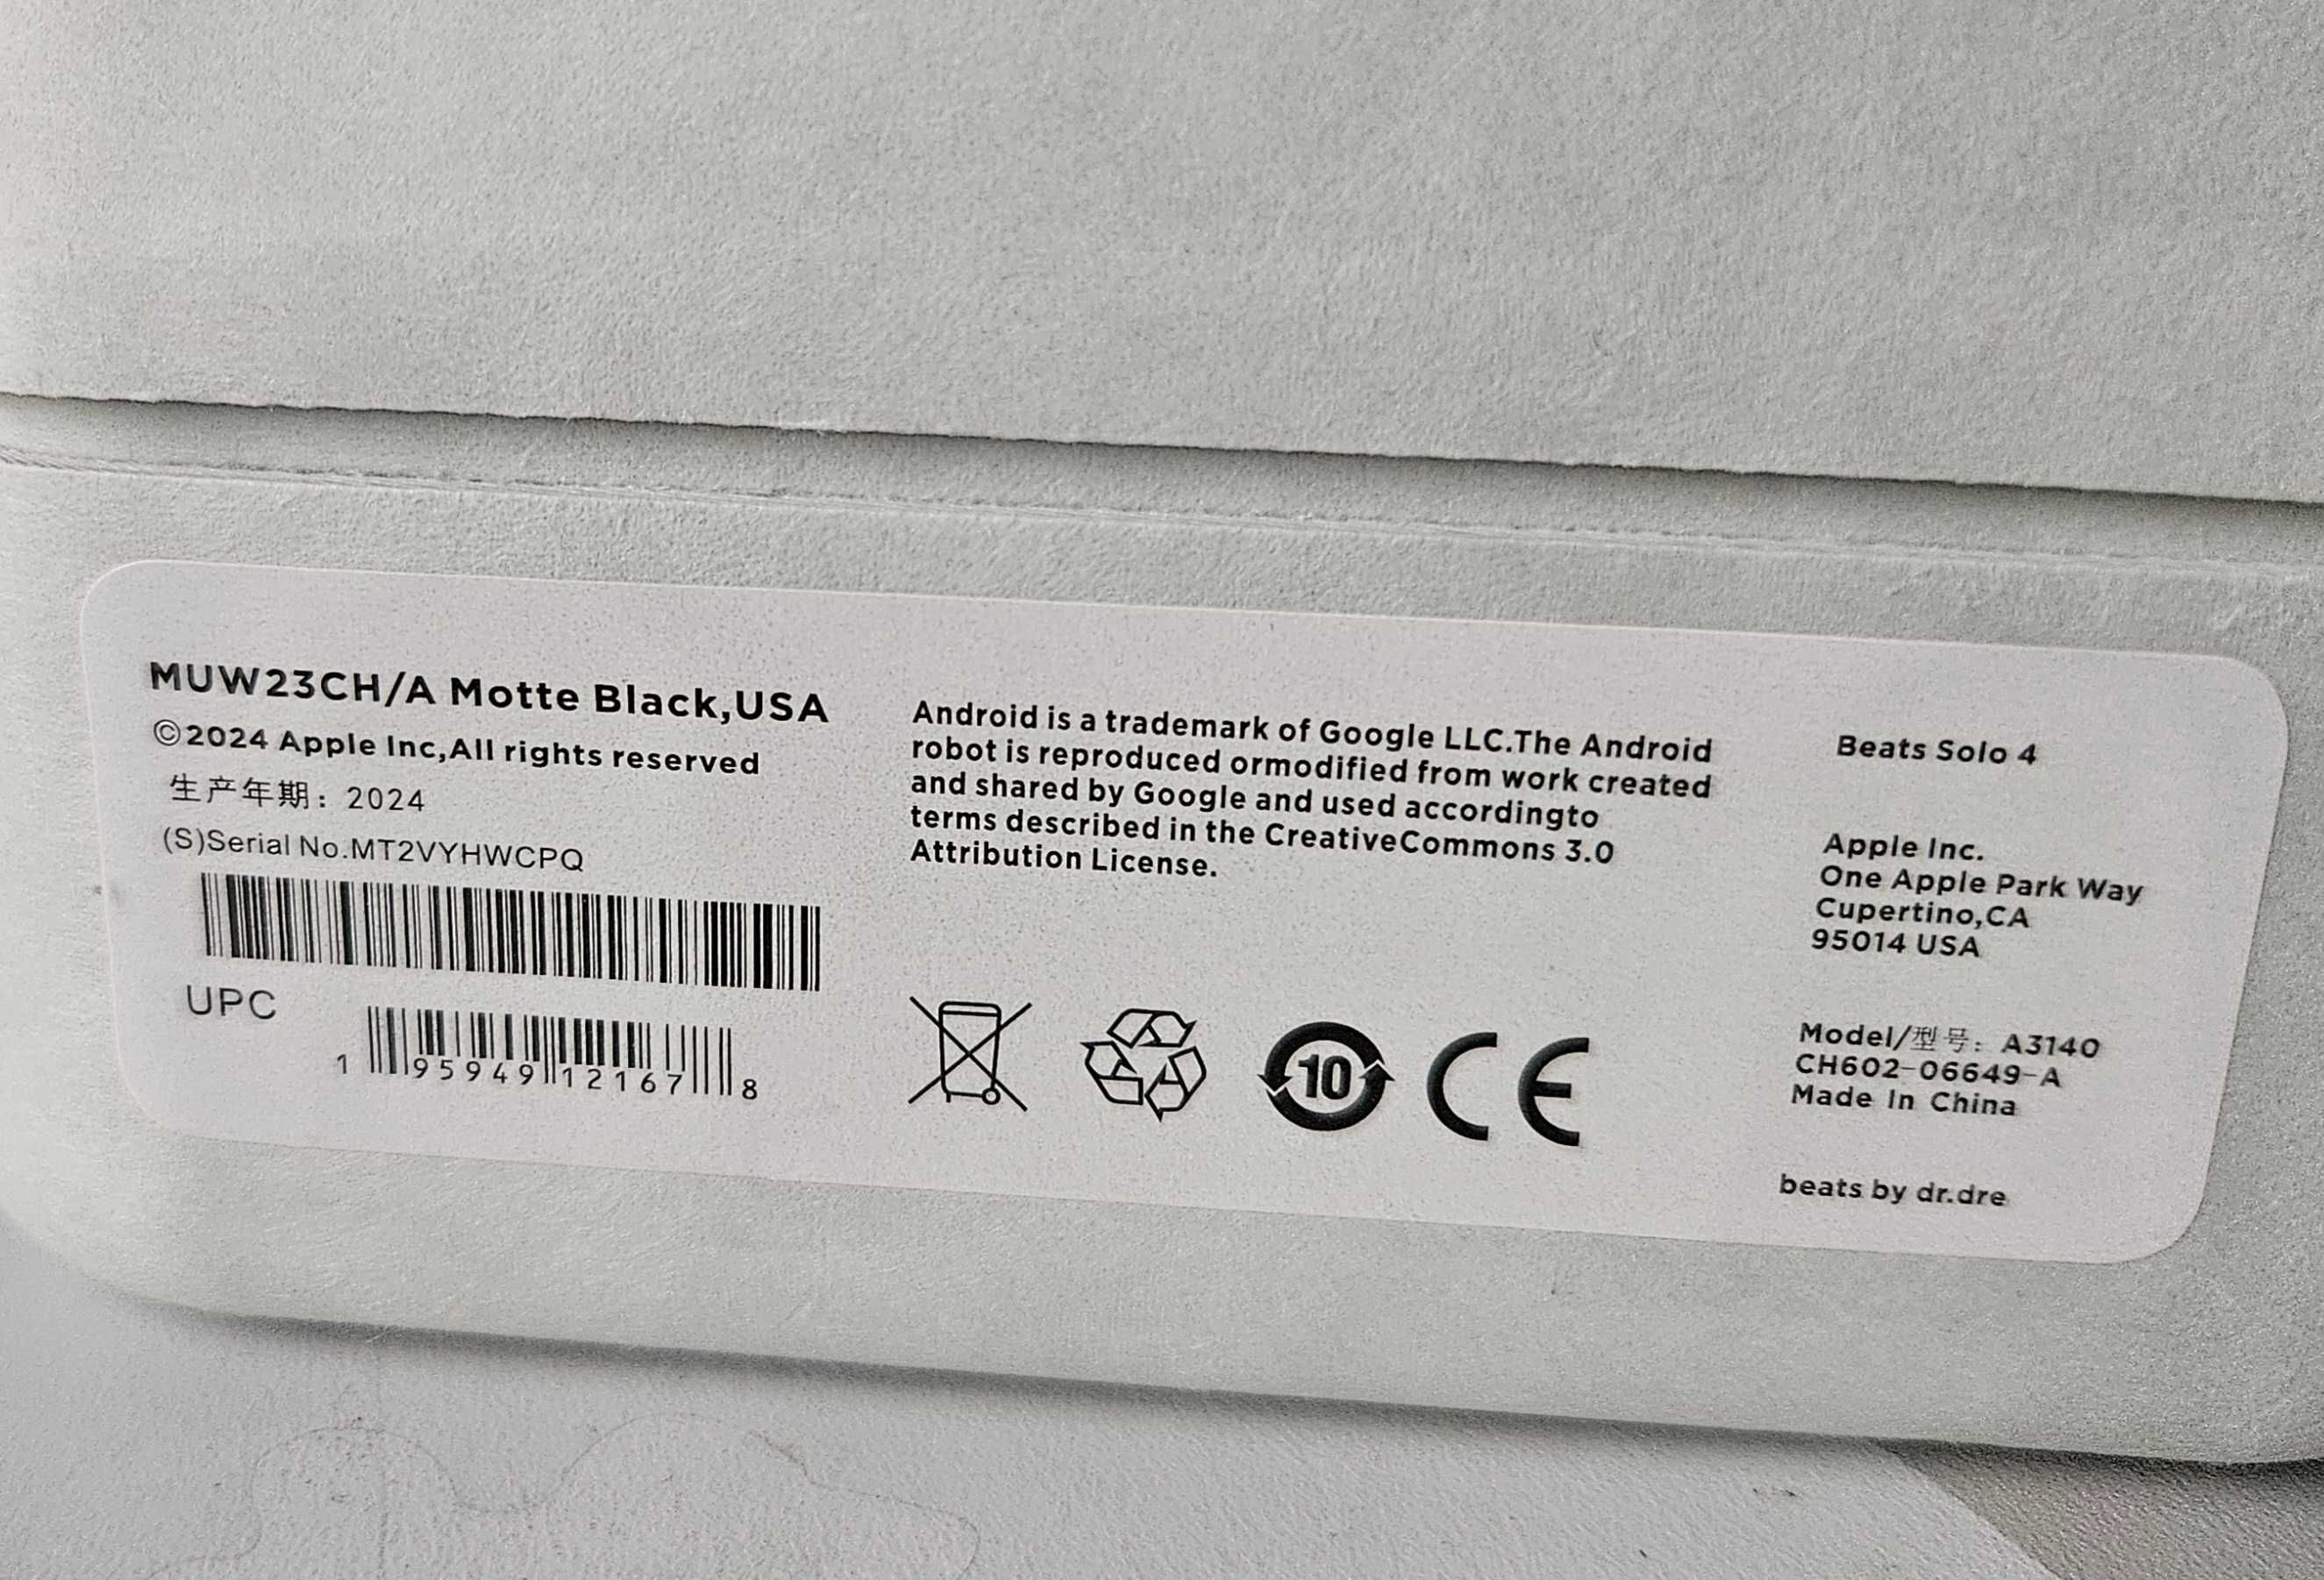 MUW23CH/A Motte Black,USA
©2024 Apple Inc,All rights reserved
生产年期：2024
(S)Serial No.MT2VYHWCPQ
UPC
1 95949 12167 8
Android is a trademark of Google LLC.The Android
robot is reproduced ormodified from work created
and shared by Google and used accordingto
terms described in the CreativeCommons 3.0
Attribution License.
10
CE
Beats Solo 4
Apple Inc.
One Apple Park Way
Cupertino,CA
95014 USA
Model/型号：A3140
CH602-06649-A
Made In China
beats by dr.dre